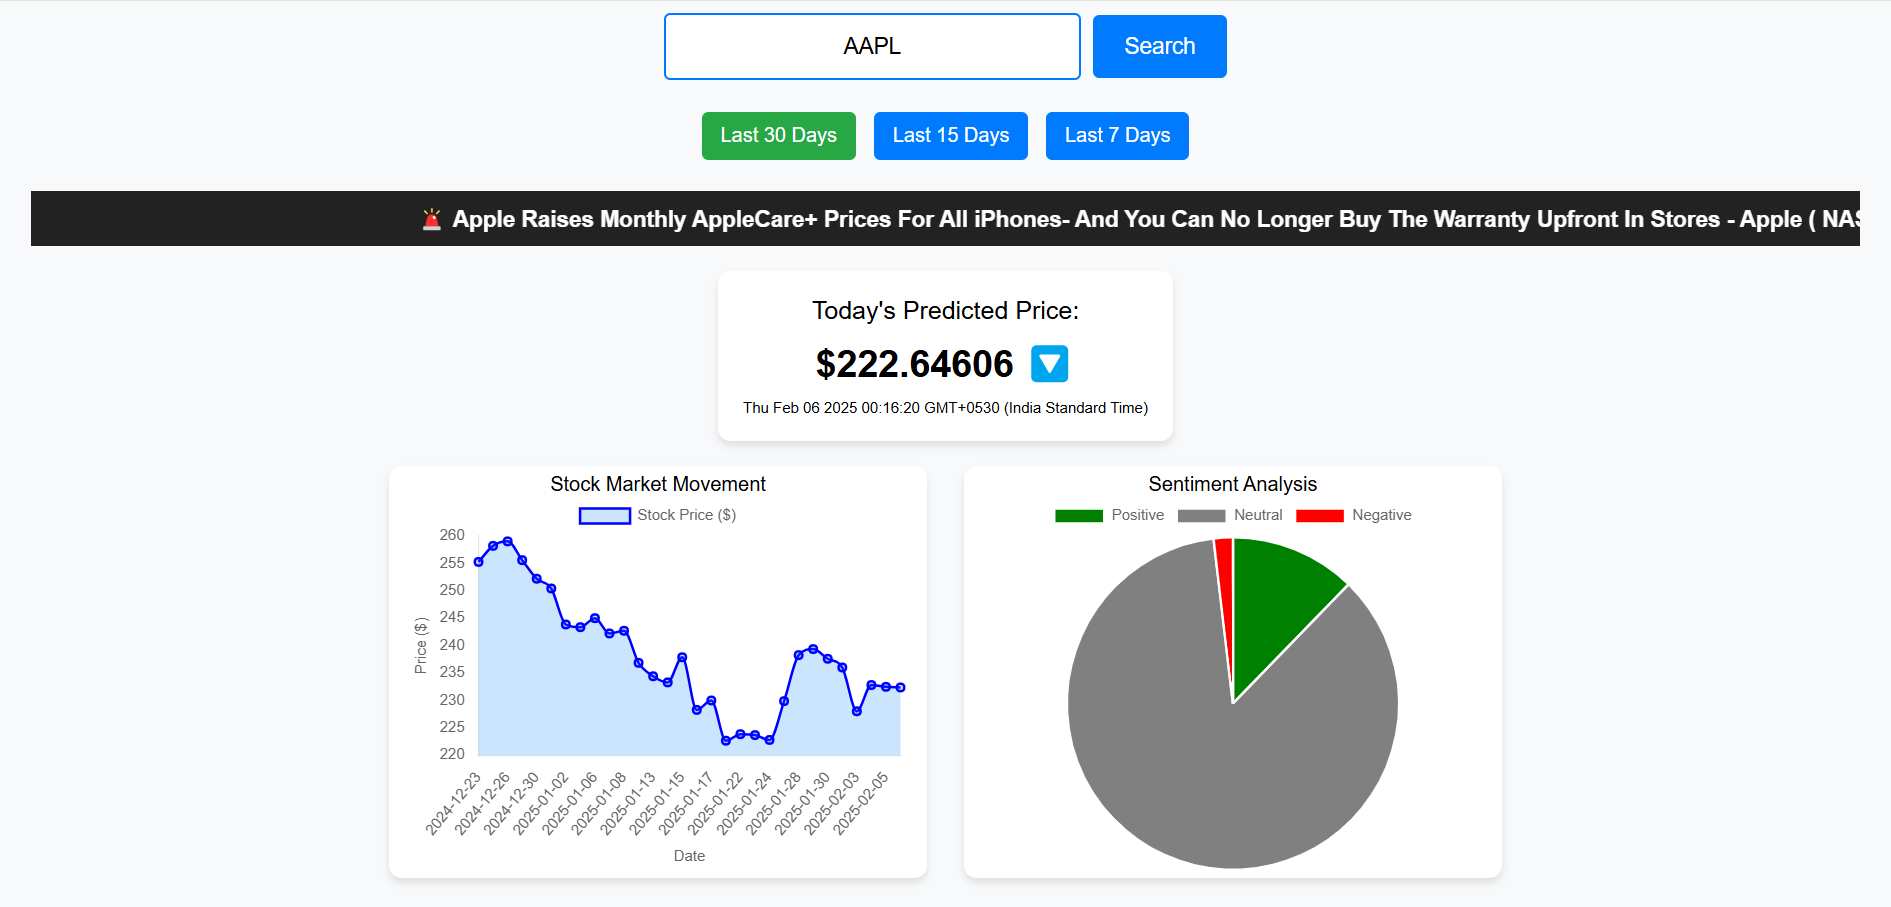 AAPL
Search
Last 30 Days
Last 15 Days
Last 7 Days
🚨 Apple Raises Monthly AppleCare+ Prices For All iPhones- And You Can No Longer Buy The Warranty Upfront In Stores - Apple ( NAS
Today's Predicted Price:
$222.64606
Thu Feb 06 2025 00:16:20 GMT+0530 (India Standard Time)
Stock Market Movement
Stock Price ($)
260
255
250
245
240
235
230
225
220
Price ($)
2024-12-23
2024-12-26
2024-12-30
2025-01-02
2025-01-06
2025-01-08
2025-01-13
2025-01-15
2025-01-17
2025-01-22
2025-01-24
2025-01-28
2025-01-30
2025-02-03
2025-02-05
Date
Sentiment Analysis
Positive
Neutral
Negative